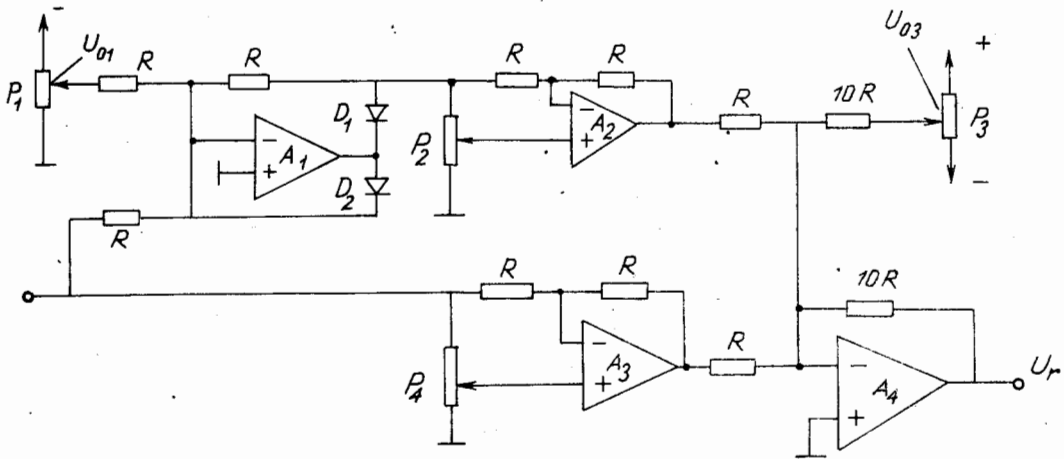 -
U01
R
R
R
R
U03
+
P1
D1
-
A2
+
R
10R
P3
-
A1
+
P2
D2
-
R
R
R
10R
P4
-
A3
+
R
-
A4
+
Ur